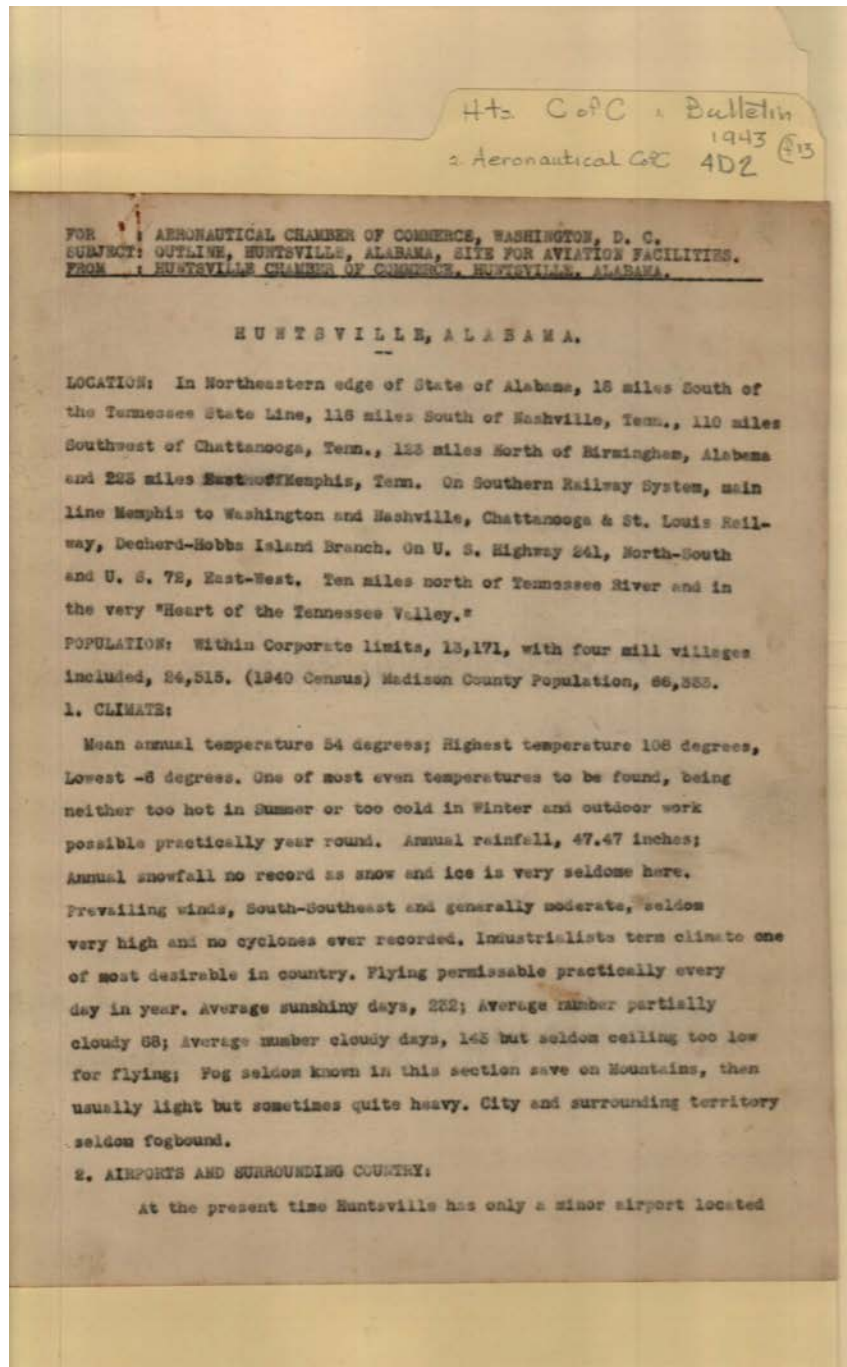 Hts C of C 1 Bulletin
1943
2. Aeronautical CofC 4D2
FOR : AERONAUTICAL CHAMBER OF COMMERCE, WASHINGTON, D. C.
SUBJECT: OUTLINE, HUNTSVILLE, ALABAMA, SITE FOR AVIATION FACILITIES.
FROM : HUNTSVILLE CHAMBER OF COMMERCE, HUNTSVILLE, ALABAMA.
HUNTSVILLE, ALABAMA.
LOCATION: In Northeastern edge of State of Alabama, 18 miles South of
the Tennessee State Line, 116 miles South of Nashville, Tenn., 110 miles
Southwest of Chattanooga, Tenn., 123 miles North of Birmingham, Alabama
and 223 miles East of Memphis, Tenn. On Southern Railway System, main
line Memphis to Washington and Nashville, Chattanooga & St. Louis Rail-
way, Decherd-Hobbs Island Branch. On U. S. Highway 241, North-South
and U. S. 72, East-West. Ten miles north of Tennessee River and in
the very "Heart of the Tennessee Valley."
POPULATION: Within Corporate limits, 13,171, with four mill villages
included, 24,515. (1940 Census) Madison County Population, 66,333.
1. CLIMATE:
Mean annual temperature 54 degrees; Highest temperature 108 degrees,
Lowest -6 degrees. One of most even temperatures to be found, being
neither too hot in Summer or too cold in Winter and outdoor work
possible practically year round. Annual rainfall, 47.47 inches;
Annual snowfall no record as snow and ice is very seldome here.
Prevailing winds, South-Southeast and generally moderate, seldom
very high and no cyclones ever recorded. Industrialists term climate one
of most desirable in country. Flying permissable practically every
day in year. Average sunshiny days, 232; Average number partially
cloudy 68; Average number cloudy days, 143 but seldom ceiling too low
for flying; Fog seldom known in this section save on Mountains, then
usually light but sometimes quite heavy. City and surrounding territory
seldom fogbound.
2. AIRPORTS AND SURROUNDING COUNTRY:
At the present time Huntsville has only a minor airport located